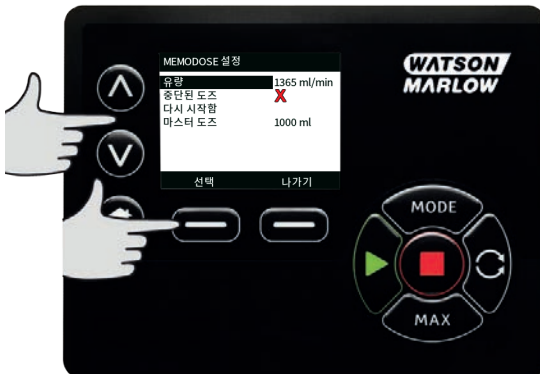 MEMODOSE 설정
유량 1365 ml/min
중단된 도즈 X
다시 시작함
마스터 도즈 1000 ml
선택 나가기
WATSON
MARLOW
MODE
MAX